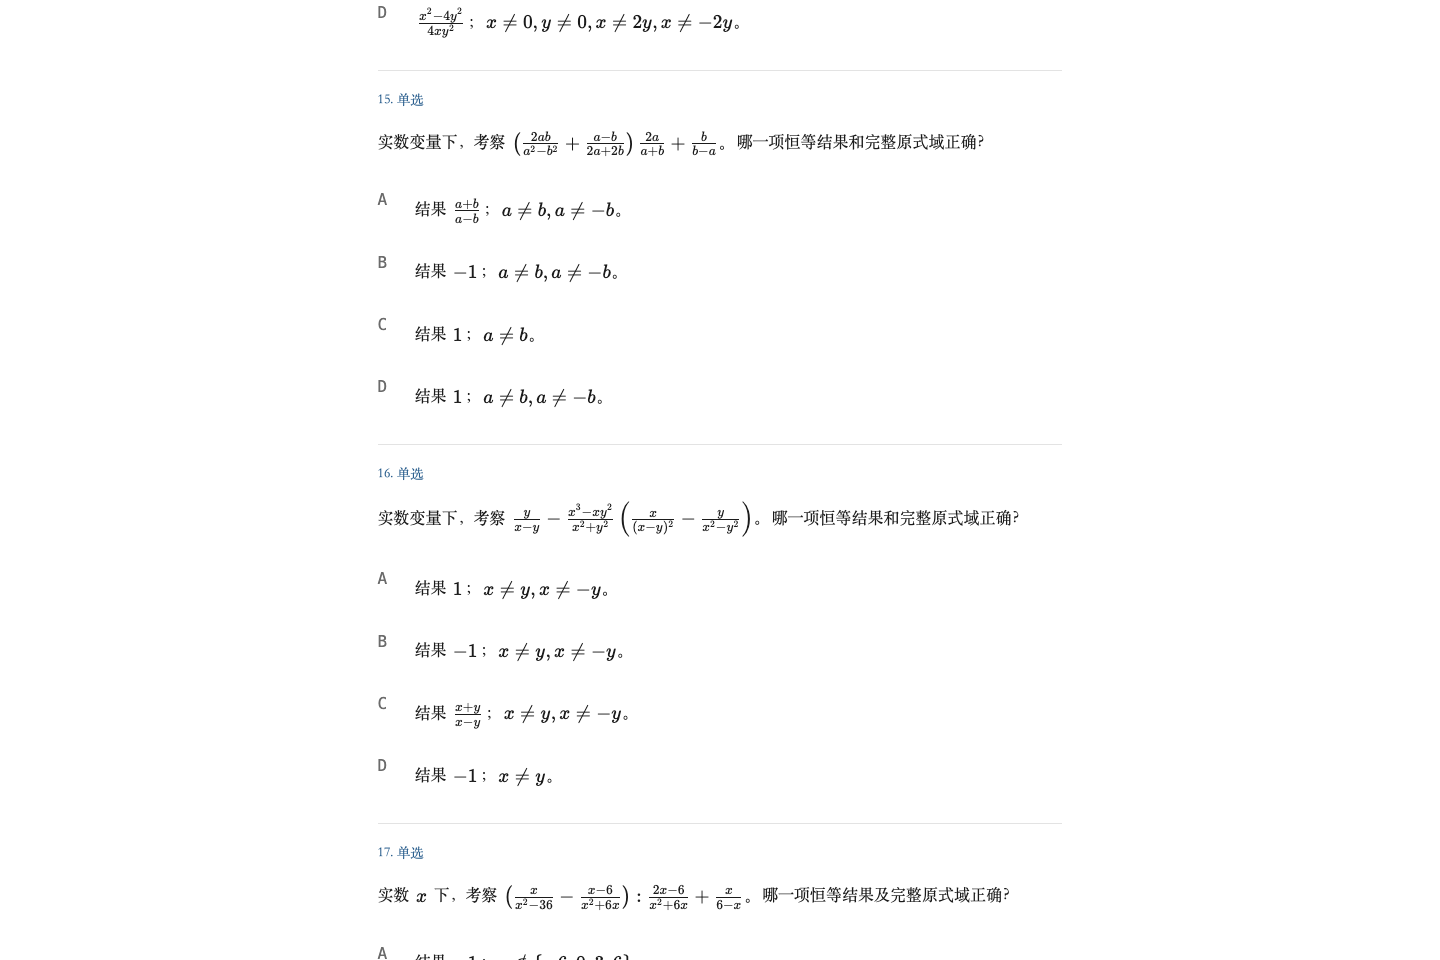 D $\frac{x^2-4y^2}{4xy^2}$； $x \neq 0, y \neq 0, x \neq 2y, x \neq -2y$。
15. 单选
实数变量下，考察 $\left(\frac{2ab}{a^2-b^2}+\frac{a-b}{2a+2b}\right)\frac{2a}{a+b}+\frac{b}{b-a}$。哪一项恒等结果和完整原式域正确?
A 结果 $\frac{a+b}{a-b}$； $a \neq b, a \neq -b$。
B 结果 $-1$； $a \neq b, a \neq -b$。
C 结果 $1$； $a \neq b$。
D 结果 $1$； $a \neq b, a \neq -b$。
16. 单选
实数变量下，考察 $\frac{y}{x-y}-\frac{x^3-xy^2}{x^2+y^2}\left(\frac{x}{(x-y)^2}-\frac{y}{x^2-y^2}\right)$。哪一项恒等结果和完整原式域正确?
A 结果 $1$； $x \neq y, x \neq -y$。
B 结果 $-1$； $x \neq y, x \neq -y$。
C 结果 $\frac{x+y}{x-y}$； $x \neq y, x \neq -y$。
D 结果 $-1$； $x \neq y$。
17. 单选
实数 $x$ 下，考察 $\left(\frac{x}{x^2-36}-\frac{x-6}{x^2+6x}\right):\frac{2x-6}{x^2+6x}+\frac{x}{6-x}$。哪一项恒等结果及完整原式域正确?
A 结果